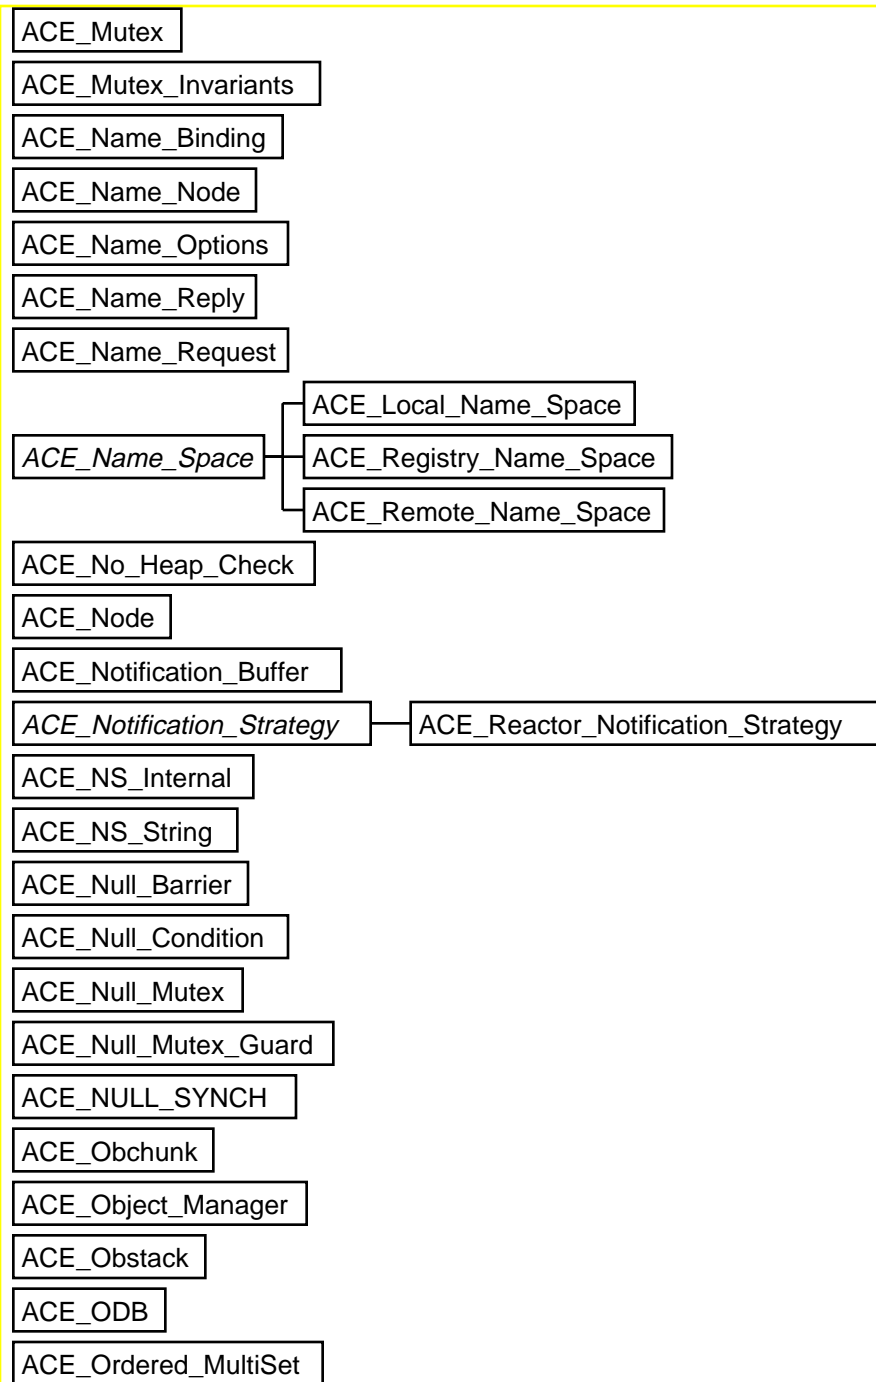 ACE_Mutex
ACE_Mutex_Invariants
ACE_Name_Binding
ACE_Name_Node
ACE_Name_Options
ACE_Name_Reply
ACE_Name_Request
ACE_Local_Name_Space
ACE_Name_Space ACE_Registry_Name_Space
ACE_Remote_Name_Space
ACE_No_Heap_Check
ACE_Node
ACE_Notification_Buffer
ACE_Notification_Strategy ACE_Reactor_Notification_Strategy
ACE_NS_Internal
ACE_NS_String
ACE_Null_Barrier
ACE_Null_Condition
ACE_Null_Mutex
ACE_Null_Mutex_Guard
ACE_NULL_SYNCH
ACE_Obchunk
ACE_Object_Manager
ACE_Obstack
ACE_ODB
ACE_Ordered_MultiSet